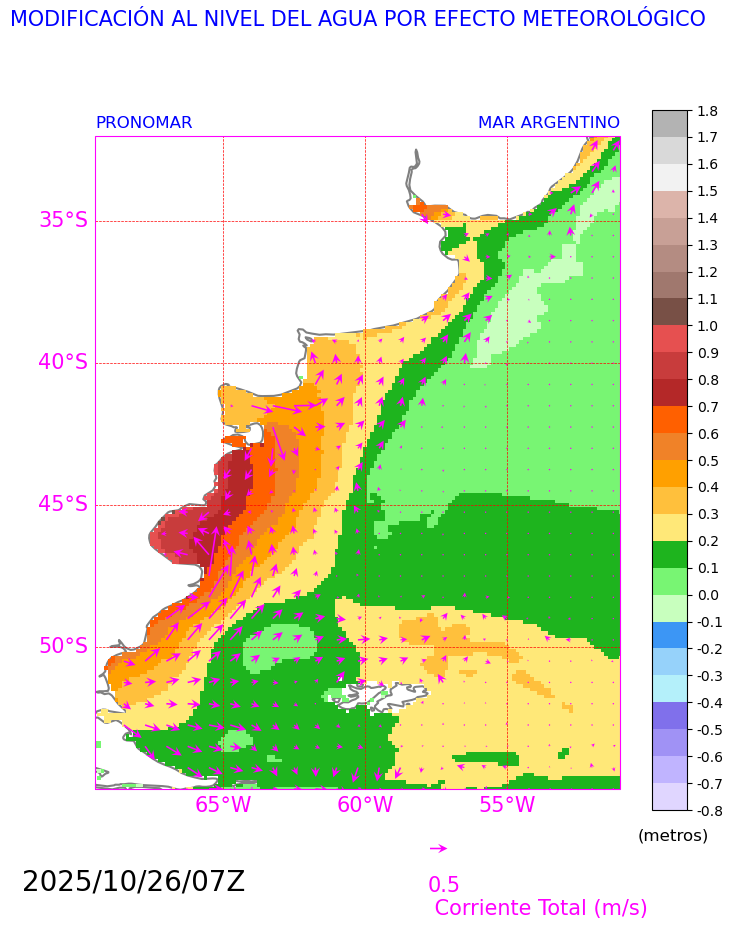 MODIFICACIÓN AL NIVEL DEL AGUA POR EFECTO METEOROLÓGICO
PRONOMAR
MAR ARGENTINO
35°S
40°S
45°S
50°S
65°W
60°W
55°W
1.8
1.7
1.6
1.5
1.4
1.3
1.2
1.1
1.0
0.9
0.8
0.7
0.6
0.5
0.4
0.3
0.2
0.1
0.0
-0.1
-0.2
-0.3
-0.4
-0.5
-0.6
-0.7
-0.8
(metros)
2025/10/26/07Z
0.5
Corriente Total (m/s)